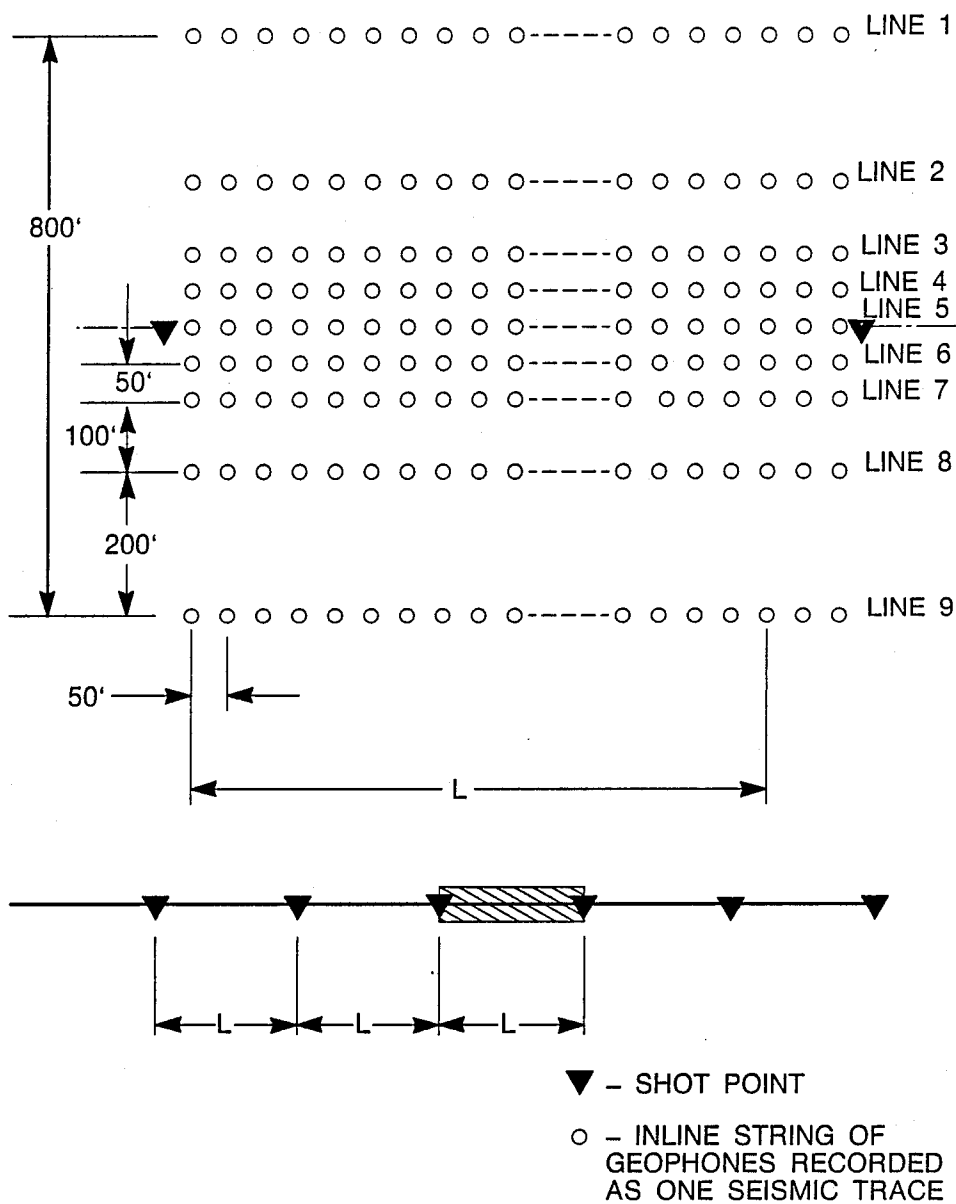 LINE 1
LINE 2
800‘
LINE 3
LINE 4
LINE 5
LINE 6
50‘
LINE 7
100‘
LINE 8
200‘
LINE 9
50‘
L
L L L
– SHOT POINT
– INLINE STRING OF
GEOPHONES RECORDED
AS ONE SEISMIC TRACE